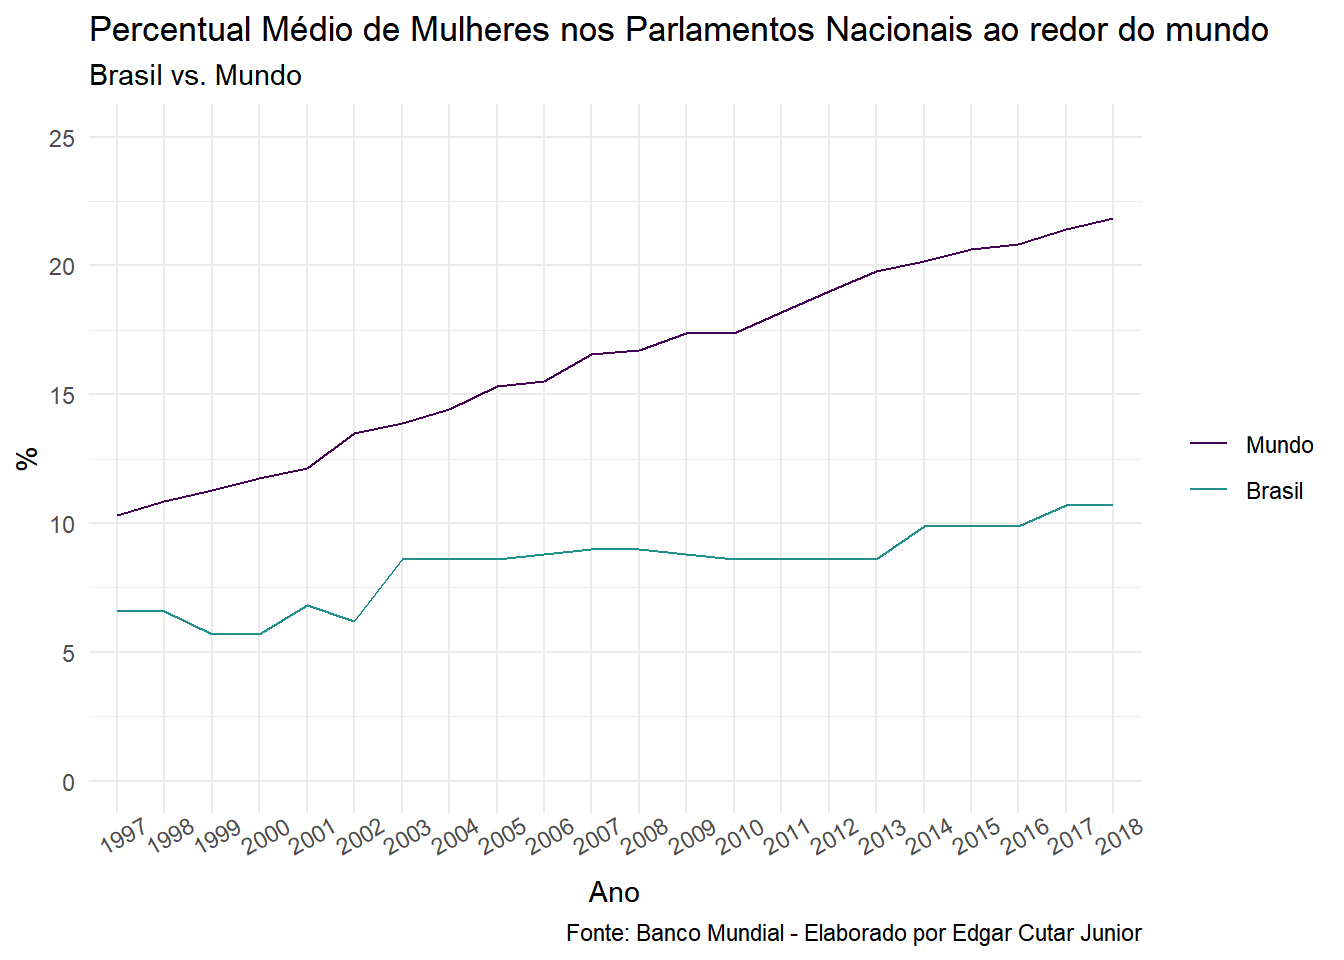 Percentual Médio de Mulheres nos Parlamentos Nacionais ao redor do mundo
Brasil vs. Mundo
25
20
15
10
5
0
%
Mundo
Brasil
1997 1998 1999 2000 2001 2002 2003 2004 2005 2006 2007 2008 2009 2010 2011 2012 2013 2014 2015 2016 2017 2018
Ano
Fonte: Banco Mundial - Elaborado por Edgar Cutar Junior